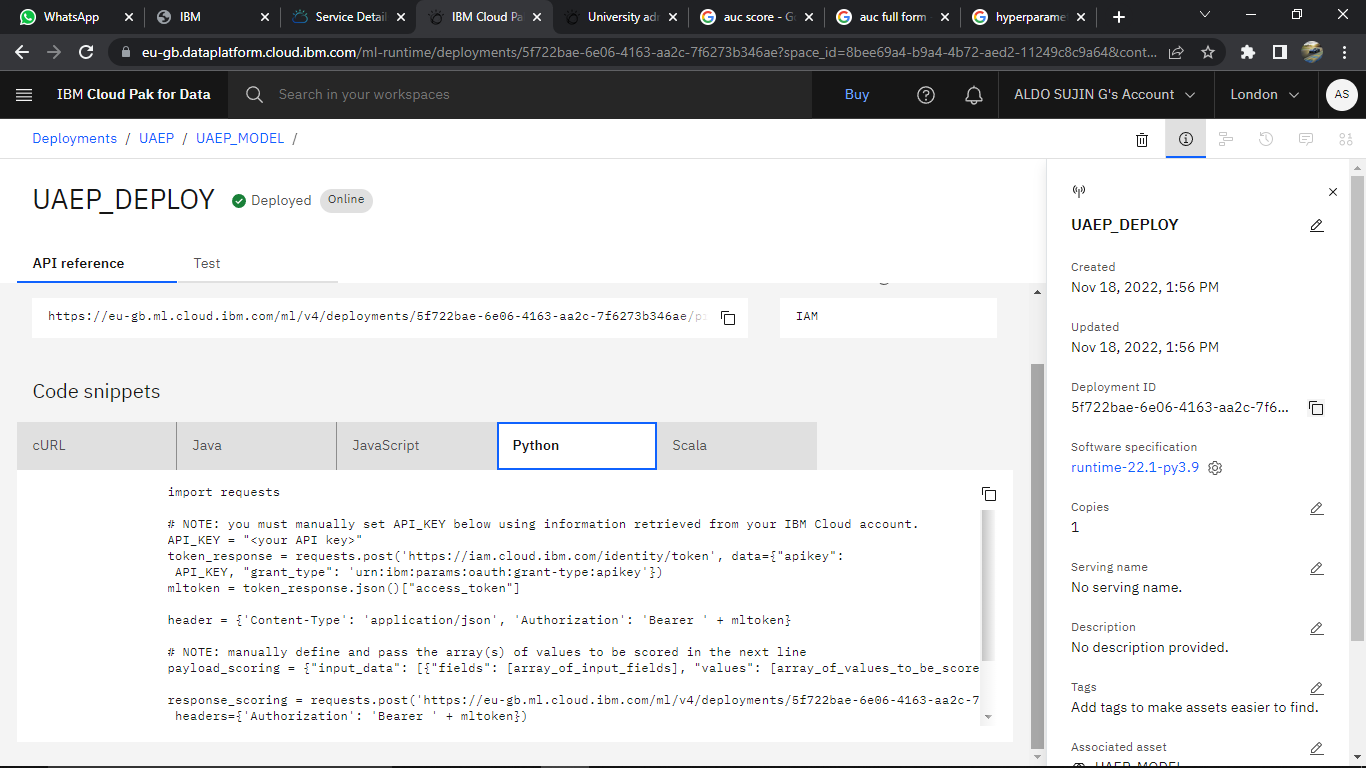 WhatsApp
IBM
Service Detail
IBM Cloud Pa
University adm
auc score - Go
auc full form -
hyperparamet
eu-gb.dataplatform.cloud.ibm.com/ml-runtime/deployments/5f722bae-6e06-4163-aa2c-7f6273b346ae?space_id=8bee69a4-b9a4-4b72-aed2-11249c8c9a64&cont...
IBM Cloud Pak for Data
Search in your workspaces
Buy
ALDO SUJIN G's Account
London
AS
Deployments / UAEP / UAEP_MODEL /
UAEP_DEPLOY
Deployed
Online
API reference
Test
https://eu-gb.ml.cloud.ibm.com/ml/v4/deployments/5f722bae-6e06-4163-aa2c-7f6273b346ae/p
IAM
Code snippets
cURL
Java
JavaScript
Python
Scala
import requests
# NOTE: you must manually set API_KEY below using information retrieved from your IBM Cloud account.
API_KEY = "<your API key>"
token_response = requests.post('https://iam.cloud.ibm.com/identity/token', data={"apikey":
API_KEY, "grant_type": 'urn:ibm:params:oauth:grant-type:apikey'})
mltoken = token_response.json()["access_token"]
header = {'Content-Type': 'application/json', 'Authorization': 'Bearer ' + mltoken}
# NOTE: manually define and pass the array(s) of values to be scored in the next line
payload_scoring = {"input_data": [{"fields": [array_of_input_fields], "values": [array_of_values_to_be_score
response_scoring = requests.post('https://eu-gb.ml.cloud.ibm.com/ml/v4/deployments/5f722bae-6e06-4163-aa2c-7
headers={'Authorization': 'Bearer ' + mltoken})
UAEP_DEPLOY
Created
Nov 18, 2022, 1:56 PM
Updated
Nov 18, 2022, 1:56 PM
Deployment ID
5f722bae-6e06-4163-aa2c-7f6...
Software specification
runtime-22.1-py3.9
Copies
1
Serving name
No serving name.
Description
No description provided.
Tags
Add tags to make assets easier to find.
Associated asset
UAEP_MODEL